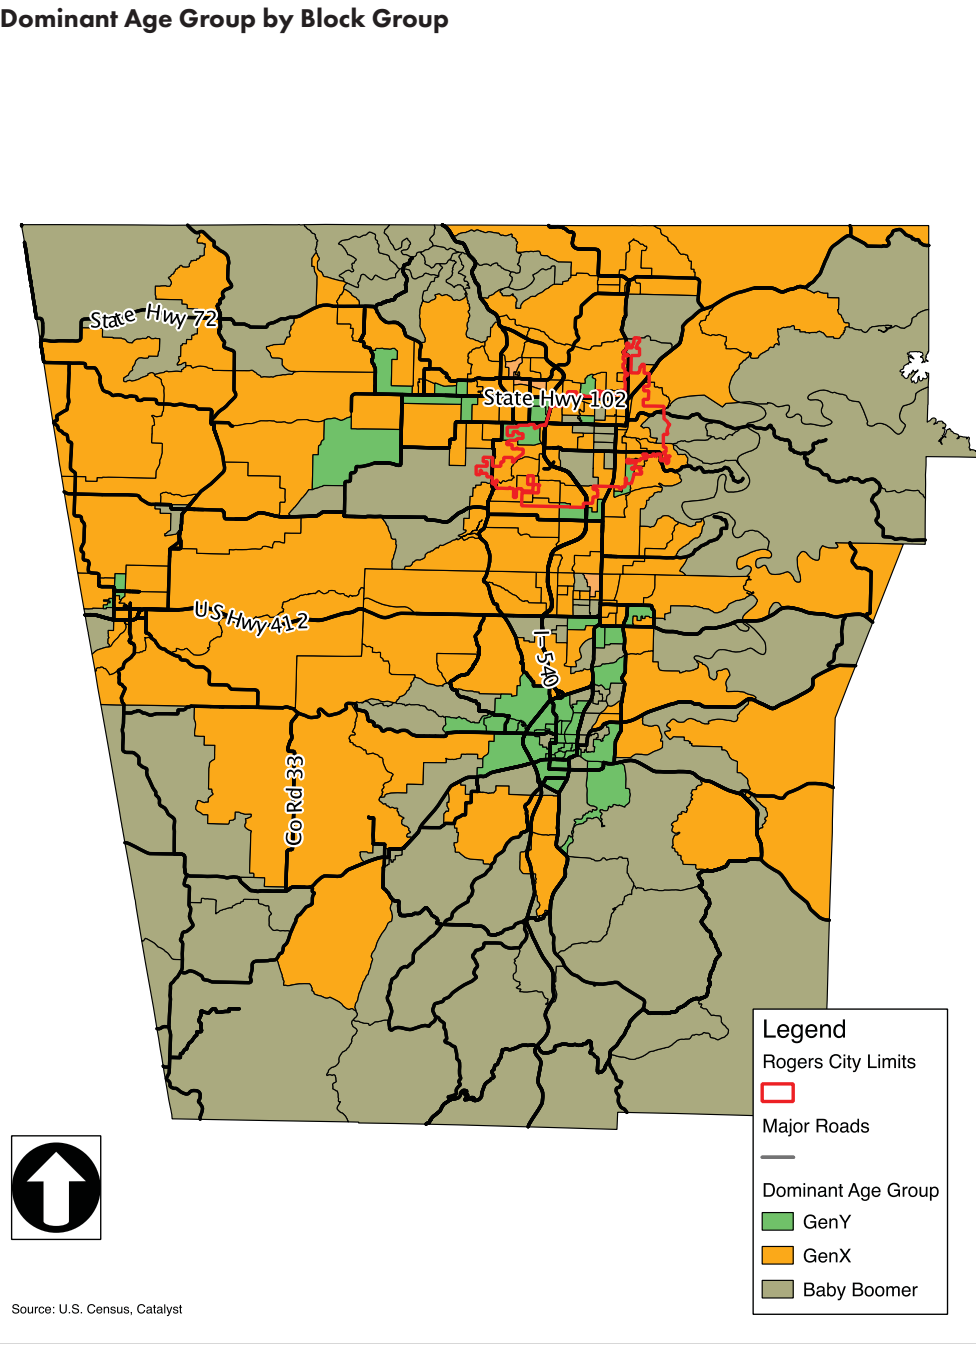 Dominant Age Group by Block Group
State Hwy 72
State Hwy 102
US Hwy 412
I-540
Co Rd 33
Legend
Rogers City Limits
Major Roads
Dominant Age Group
GenY
GenX
Baby Boomer
Source: U.S. Census, Catalyst